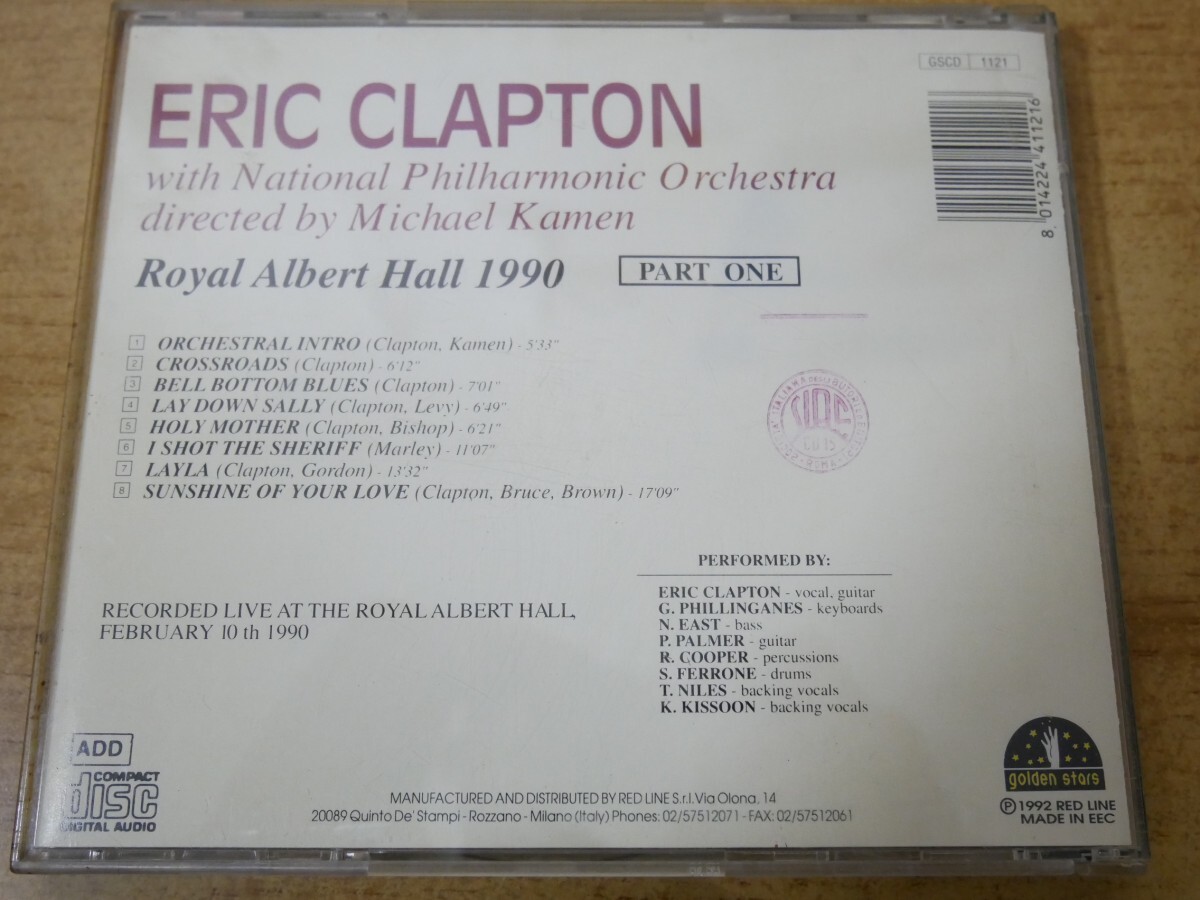 GSCD 1121
ERIC CLAPTON
with National Philharmonic Orchestra
directed by Michael Kamen
Royal Albert Hall 1990 PART ONE
8 014224 411216
1 ORCHESTRAL INTRO (Clapton, Kamen) - 5'33"
2 CROSSROADS (Clapton) - 6'12"
3 BELL BOTTOM BLUES (Clapton) - 7'01"
4 LAY DOWN SALLY (Clapton, Levy) - 6'49"
5 HOLY MOTHER (Clapton, Bishop) - 6'21"
6 I SHOT THE SHERIFF (Marley) - 11'07"
7 LAYLA (Clapton, Gordon) - 13'32"
8 SUNSHINE OF YOUR LOVE (Clapton, Bruce, Brown) - 17'09"
ROMA
PERFORMED BY:
ERIC CLAPTON - vocal, guitar
G. PHILLINGANES - keyboards
N. EAST - bass
P. PALMER - guitar
R. COOPER - percussions
S. FERRONE - drums
T. NILES - backing vocals
K. KISSOON - backing vocals
RECORDED LIVE AT THE ROYAL ALBERT HALL,
FEBRUARY 10 th 1990
ADD
COMPACT
disc
DIGITAL AUDIO
MANUFACTURED AND DISTRIBUTED BY RED LINE S.r.l. Via Olona, 14
20089 Quinto De' Stampi - Rozzano - Milano (Italy) Phones: 02/57512071 - FAX: 02/57512061
golden stars
Ⓟ 1992 RED LINE
MADE IN EEC